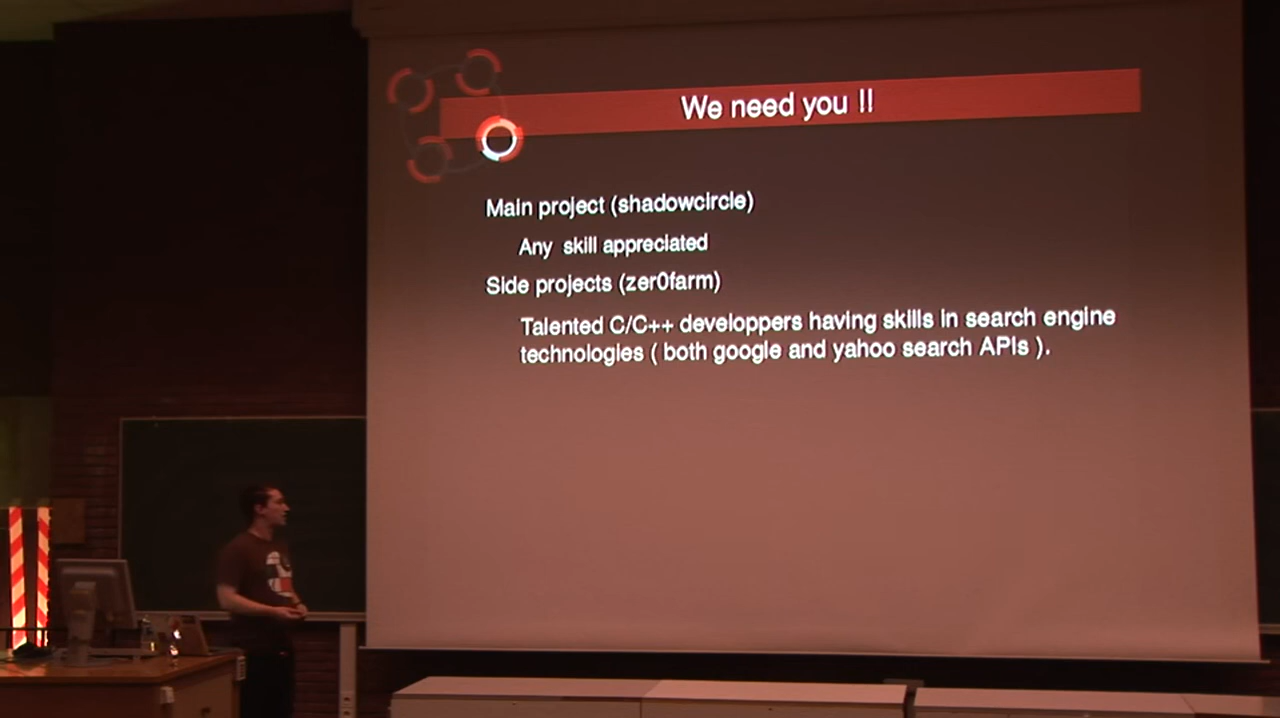 We need you !!
Main project (shadowcircle)
Any skill appreciated
Side projects (zer0farm)
Talented C/C++ developpers having skills in search engine
technologies ( both google and yahoo search APIs ).